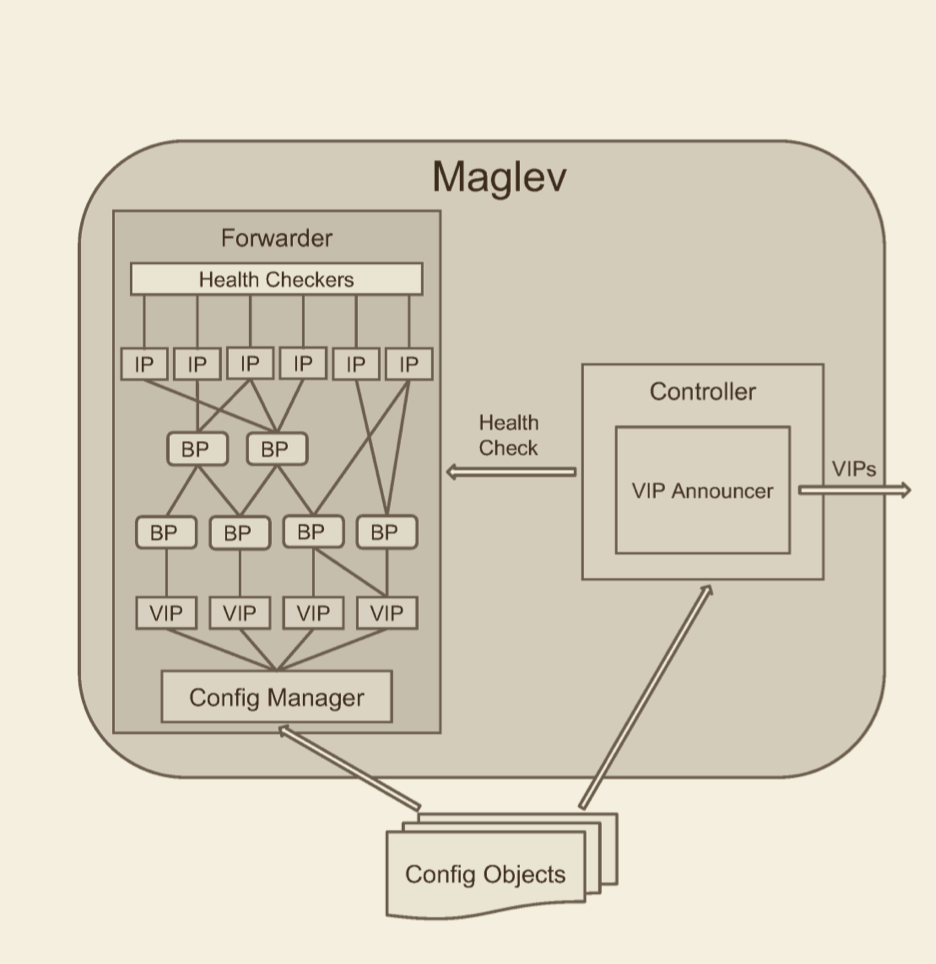 Maglev
Forwarder
Health Checkers
IP IP IP IP IP IP
BP BP
BP BP BP BP
VIP VIP VIP VIP
Config Manager
Health
Check
Controller
VIP Announcer
VIPs
Config Objects